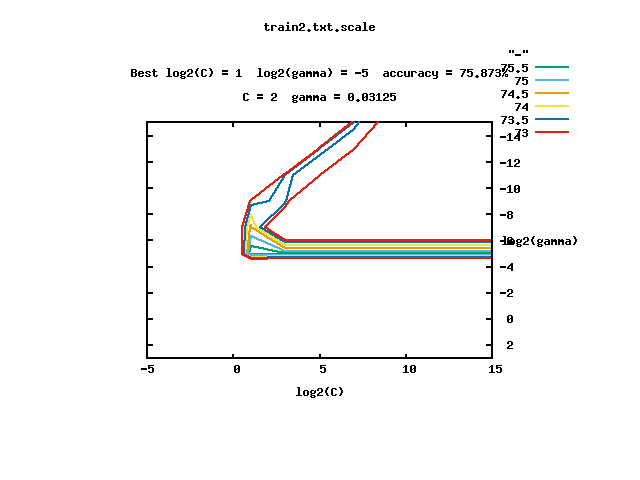 train2.txt.scale
"-"
Best log2(C) = 1  log2(gamma) = -5  accuracy = 75.873%
75.5
75
C = 2  gamma = 0.03125
74.5
74
73.5
73
-14
-12
-10
-8
-6
log2(gamma)
-4
-2
0
2
-5 0 5 10 15
log2(C)